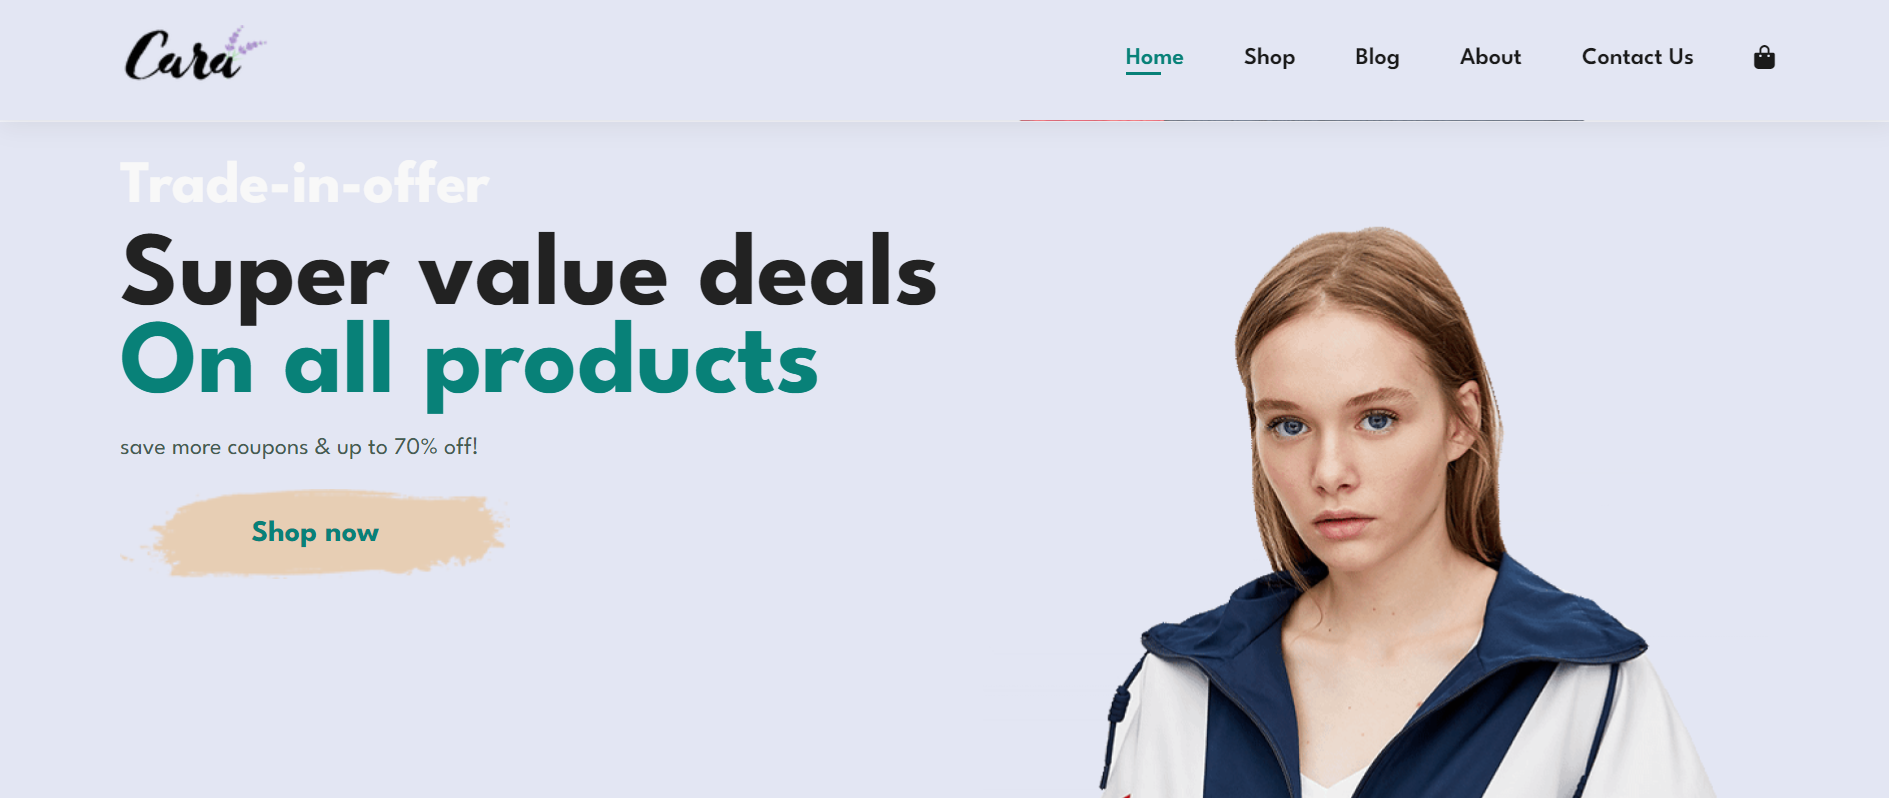 Cara
Home Shop Blog About Contact Us
Trade-in-offer
Super value deals
On all products
save more coupons & up to 70% off!
Shop now